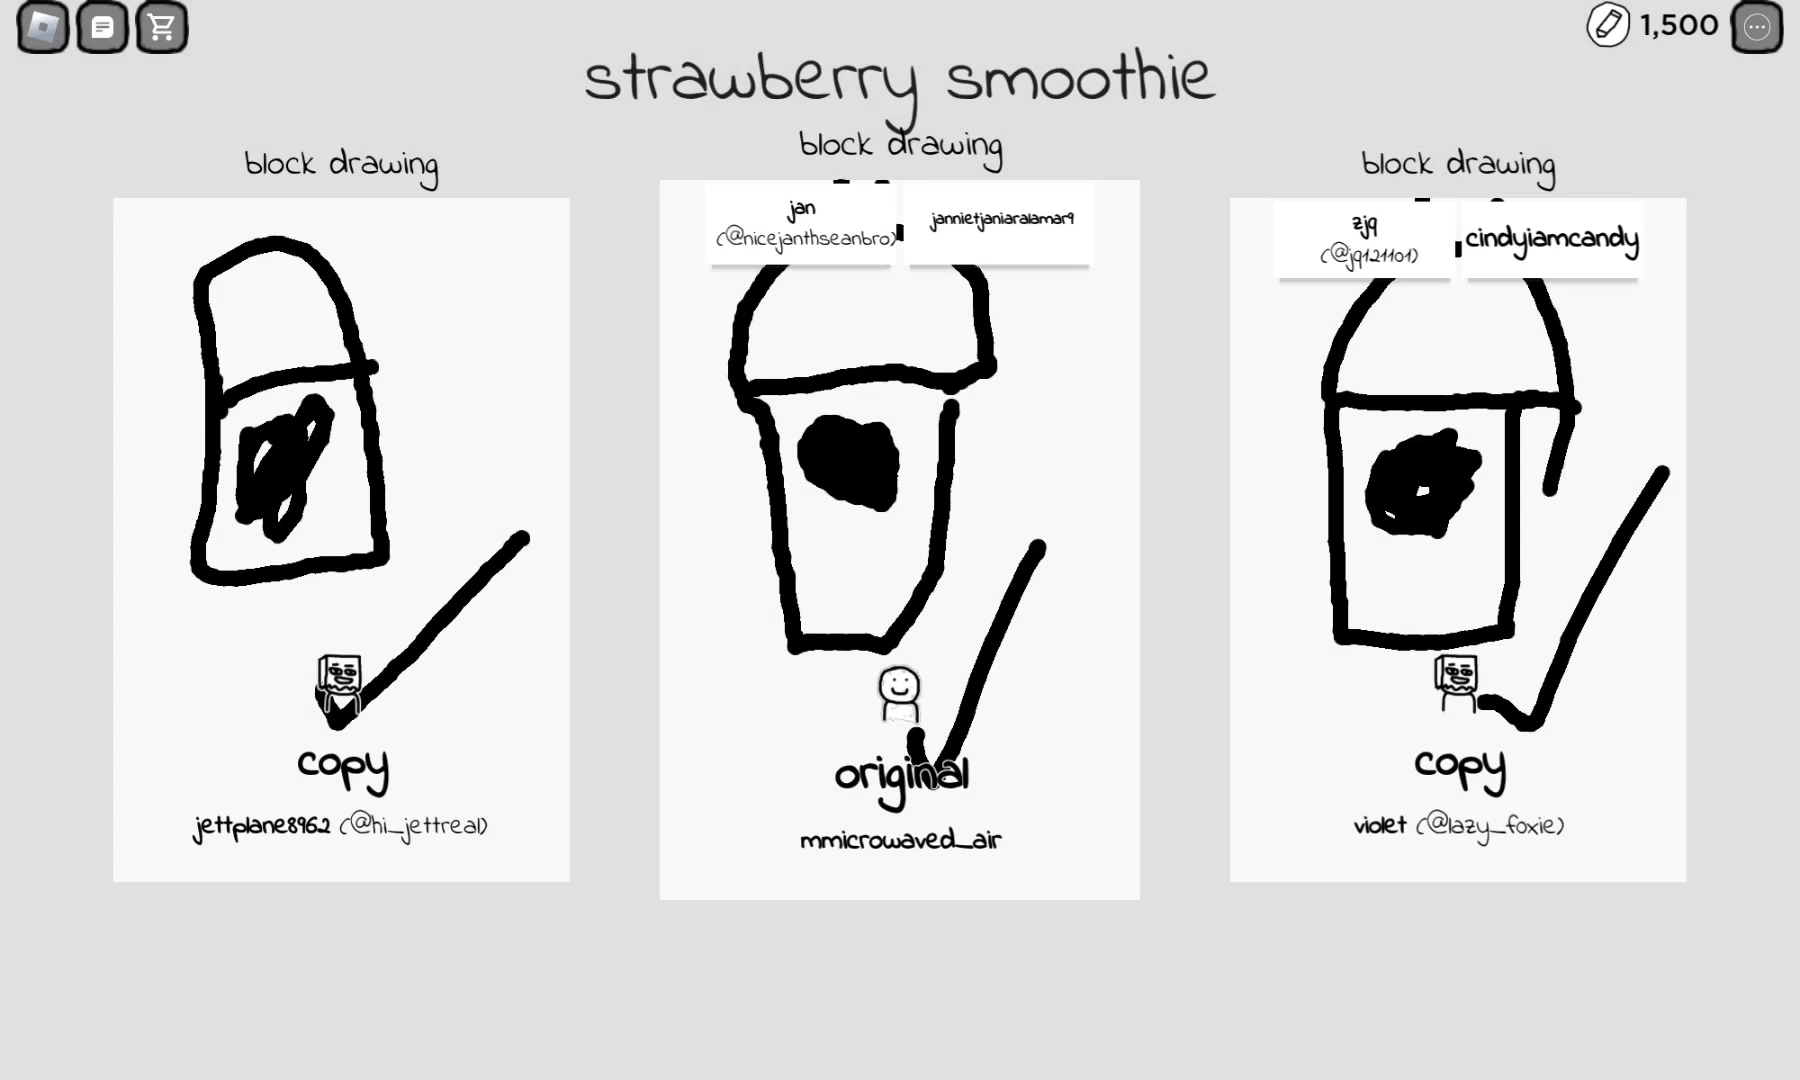 1,500
strawberry smoothie
block drawing
copy
jettplane8962 (@hi_jettreal)
block drawing
jan
(@nicejanthseanbro)
jannietjaniaralamar9
original
mmicrowaved_air
block drawing
zjq
(@jq121101)
cindyiamcandy
copy
violet (@lazy_foxie)